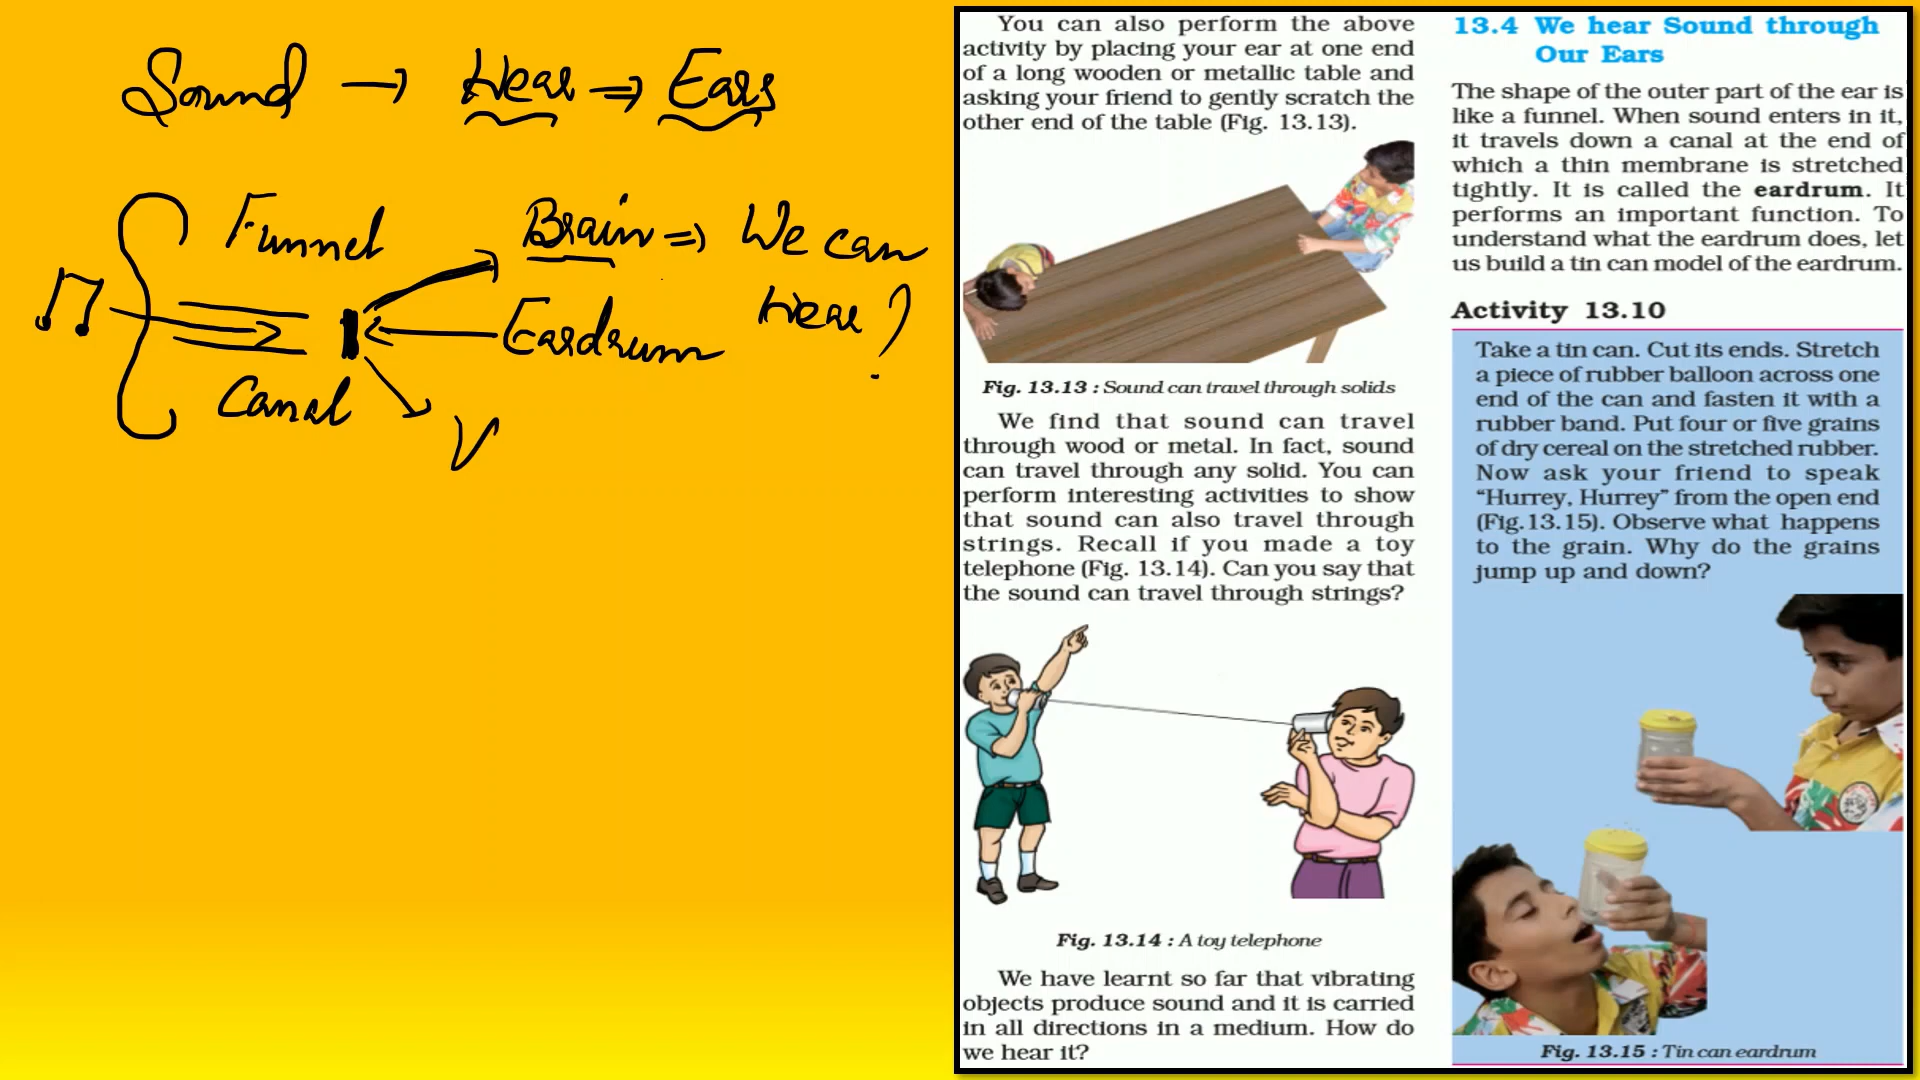 Sound → Hear ⇒ Ears
Funnel
Brain ⇒ We can
Hear?
Eardrum
Canal
V
You can also perform the above
activity by placing your ear at one end
of a long wooden or metallic table and
asking your friend to gently scratch the
other end of the table (Fig. 13.13).
Fig. 13.13 : Sound can travel through solids
We find that sound can travel
through wood or metal. In fact, sound
can travel through any solid. You can
perform interesting activities to show
that sound can also travel through
strings. Recall if you made a toy
telephone (Fig. 13.14). Can you say that
the sound can travel through strings?
Fig. 13.14 : A toy telephone
We have learnt so far that vibrating
objects produce sound and it is carried
in all directions in a medium. How do
we hear it?
13.4 We hear Sound through
Our Ears
The shape of the outer part of the ear is
like a funnel. When sound enters in it,
it travels down a canal at the end of
which a thin membrane is stretched
tightly. It is called the eardrum. It
performs an important function. To
understand what the eardrum does, let
us build a tin can model of the eardrum.
Activity 13.10
Take a tin can. Cut its ends. Stretch
a piece of rubber balloon across one
end of the can and fasten it with a
rubber band. Put four or five grains
of dry cereal on the stretched rubber.
Now ask your friend to speak
“Hurrey, Hurrey” from the open end
(Fig.13.15). Observe what happens
to the grain. Why do the grains
jump up and down?
Fig. 13.15 : Tin can eardrum